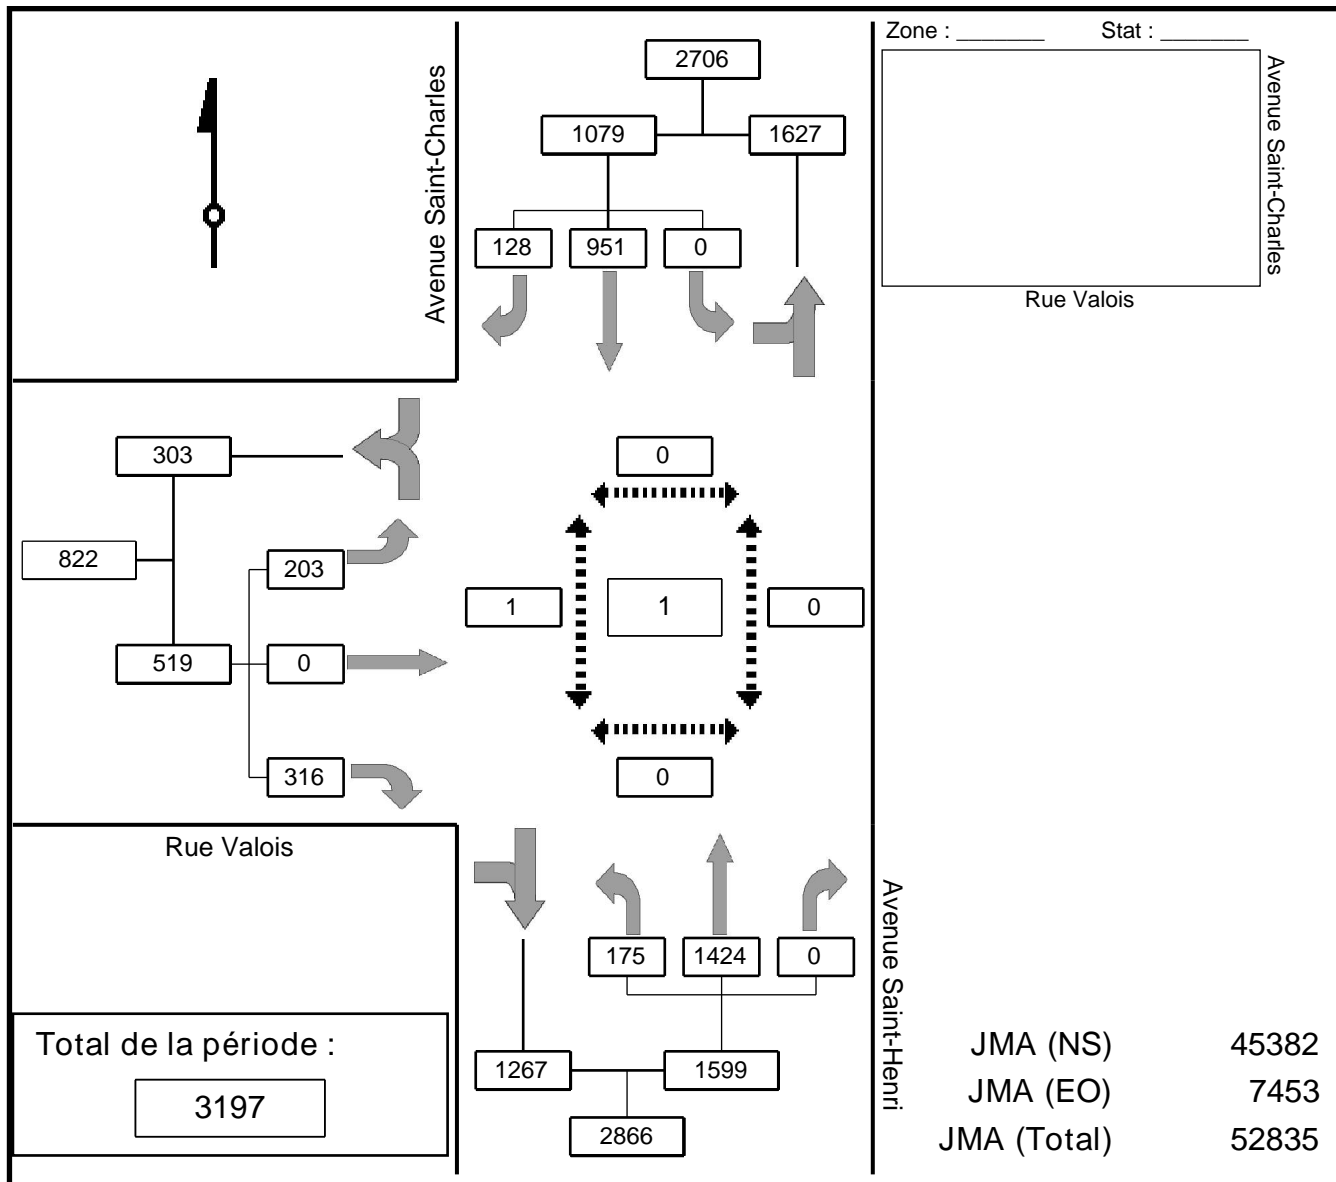 Zone : _______ Stat : _______
Avenue Saint-Charles
Avenue Saint-Charles
Rue Valois
2706
1079 1627
128 951 0
303
822
203
519 0
316
0
1 1 0
0
Rue Valois
Avenue Saint-Henri
175 1424 0
1267 1599
2866
Total de la période :
3197
JMA (NS) 45382
JMA (EO) 7453
JMA (Total) 52835